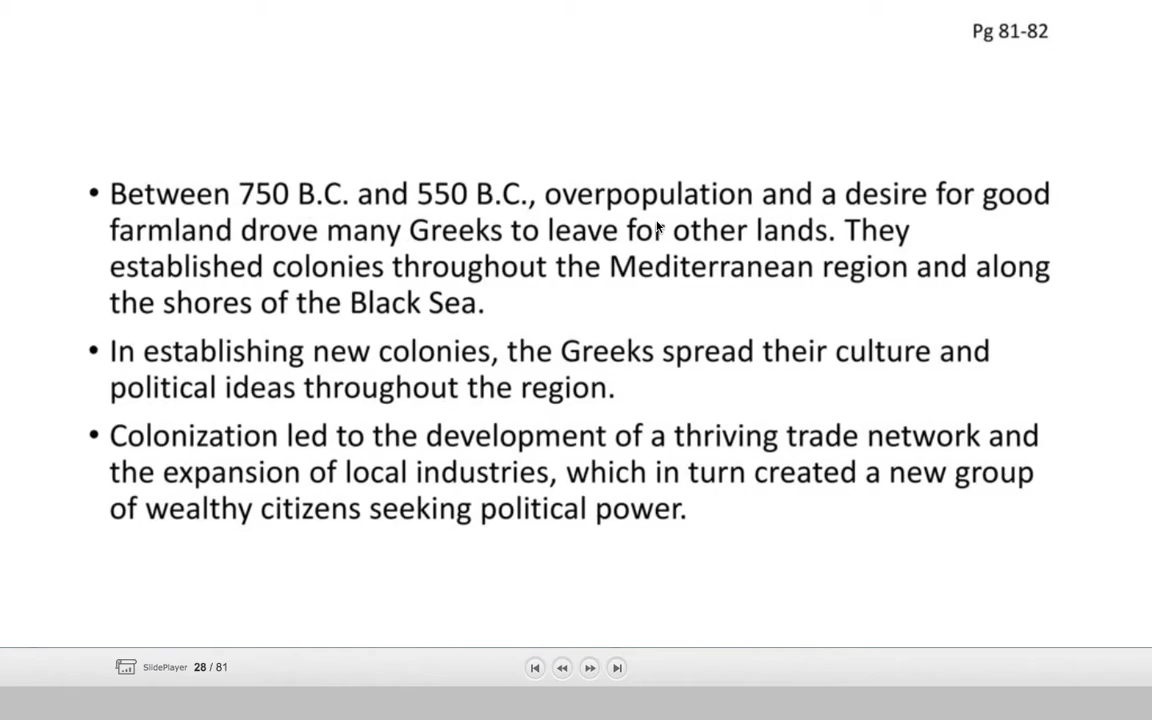 Pg 81-82
• Between 750 B.C. and 550 B.C., overpopulation and a desire for good
farmland drove many Greeks to leave for other lands. They
established colonies throughout the Mediterranean region and along
the shores of the Black Sea.
• In establishing new colonies, the Greeks spread their culture and
political ideas throughout the region.
• Colonization led to the development of a thriving trade network and
the expansion of local industries, which in turn created a new group
of wealthy citizens seeking political power.
SlidePlayer 28 / 81